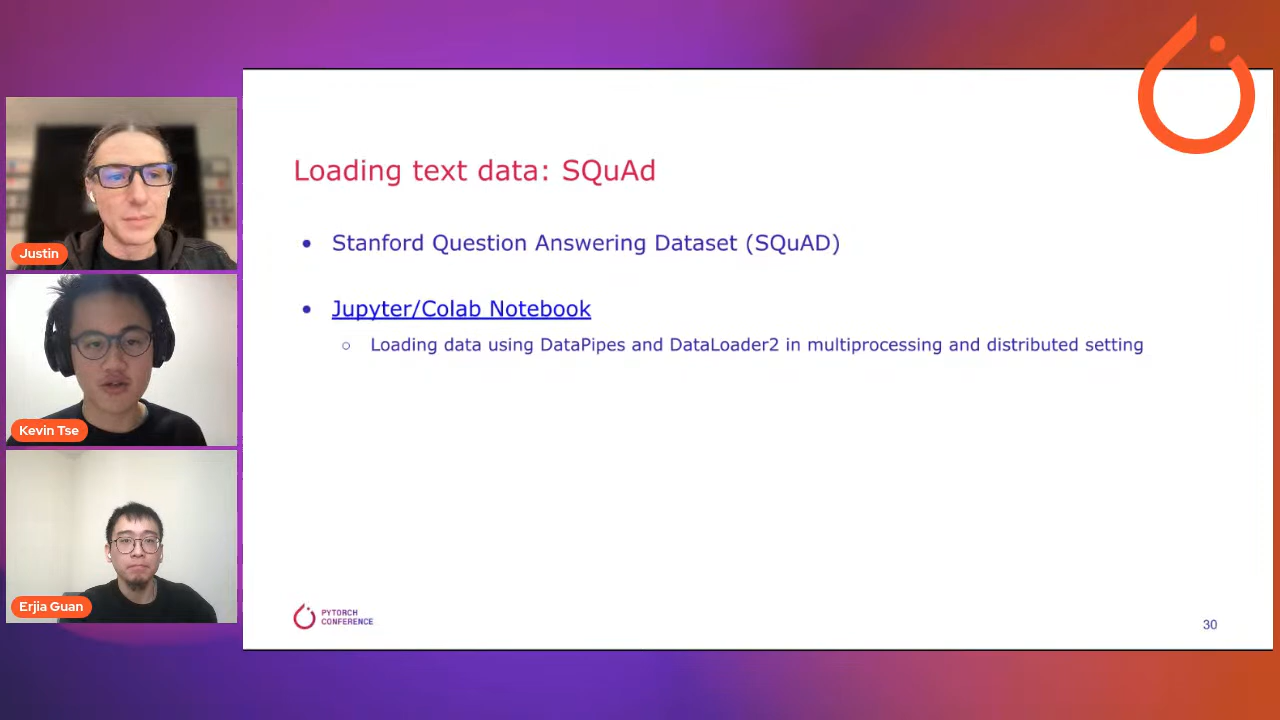 Justin
Kevin Tse
Erjia Guan
Loading text data: SQuAd
• Stanford Question Answering Dataset (SQuAD)
• Jupyter/Colab Notebook
○ Loading data using DataPipes and DataLoader2 in multiprocessing and distributed setting
PYTORCH
CONFERENCE
30